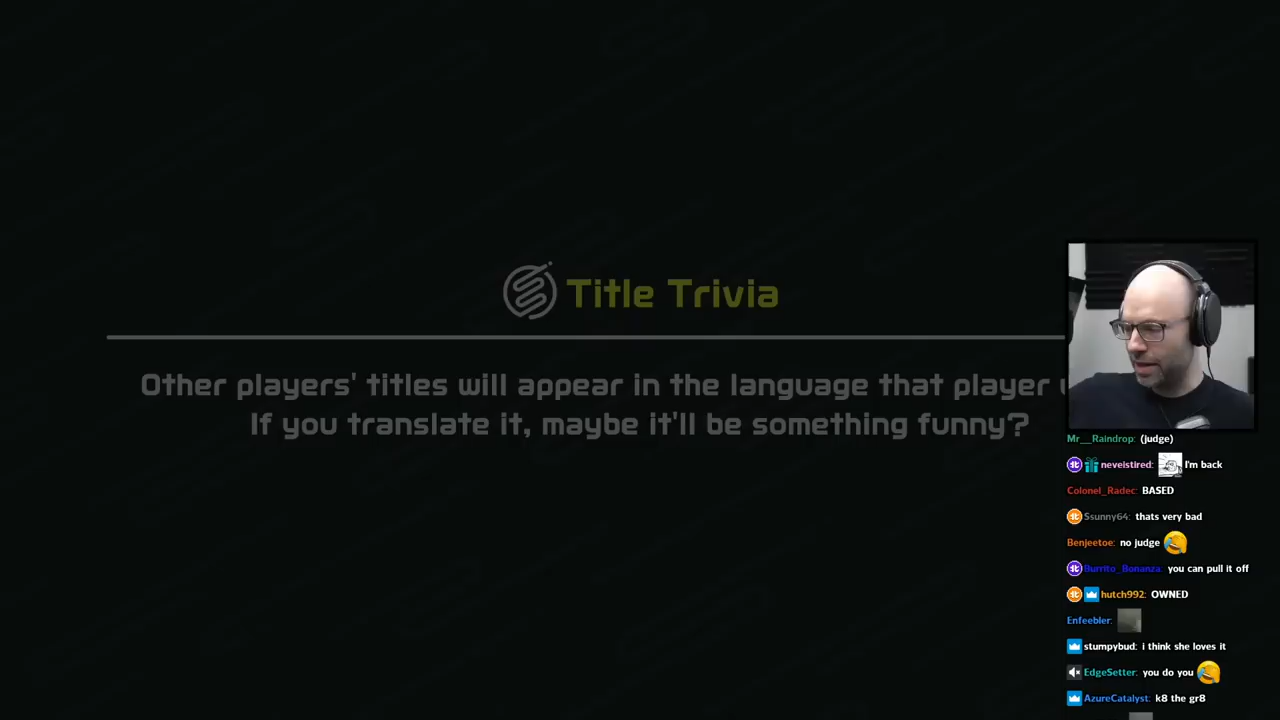 Title Trivia
Other players' titles will appear in the language that player
If you translate it, maybe it'll be something funny?
Mr__Raindrop: (judge)
neveistired: I'm back
Colonel_Radec: BASED
Ssunny64: thats very bad
Benjeetoe: no judge
Burrito_Bonanza: you can pull it off
hutch992: OWNED
Enfeebler:
stumpybud: i think she loves it
EdgeSetter: you do you
AzureCatalyst: k8 the gr8